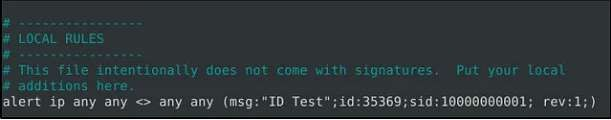 # ----------------
# LOCAL RULES
# ----------------
# This file intentionally does not come with signatures.  Put your local
# additions here.
alert ip any any <> any any (msg:"ID Test";id:35369;sid:10000000001; rev:1;)